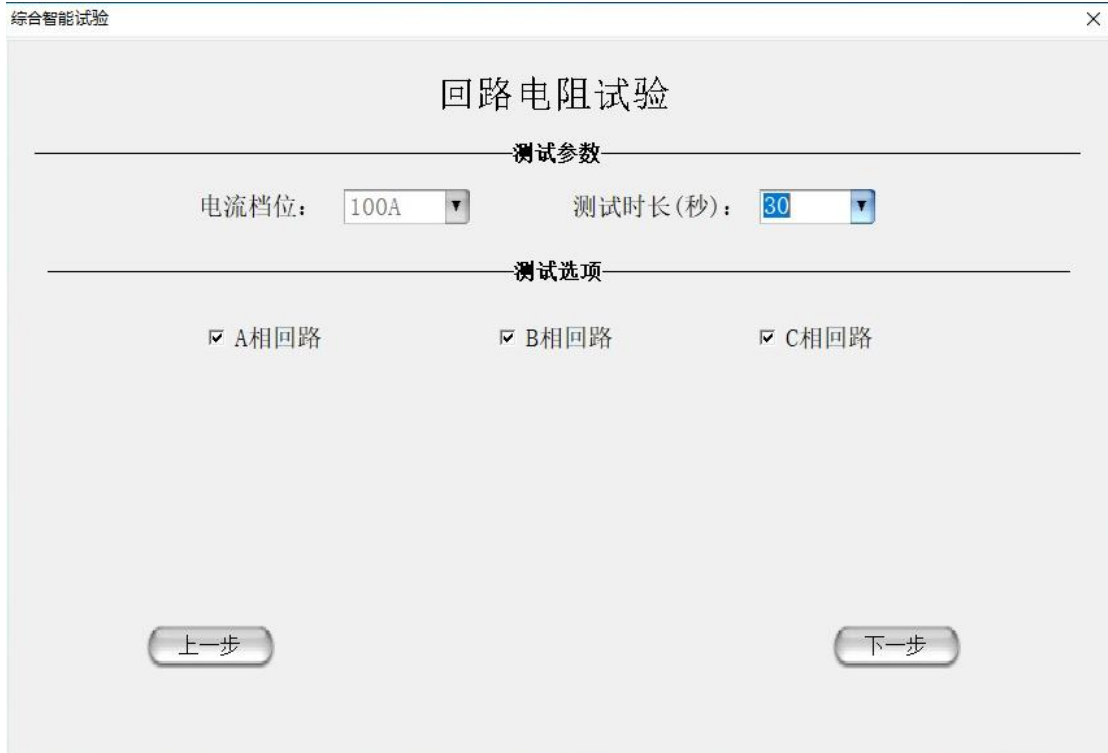 综合智能试验
回路电阻试验
测试参数
电流档位: 100A 测试时长(秒): 30
测试选项
A相回路 B相回路 C相回路
上一步 下一步